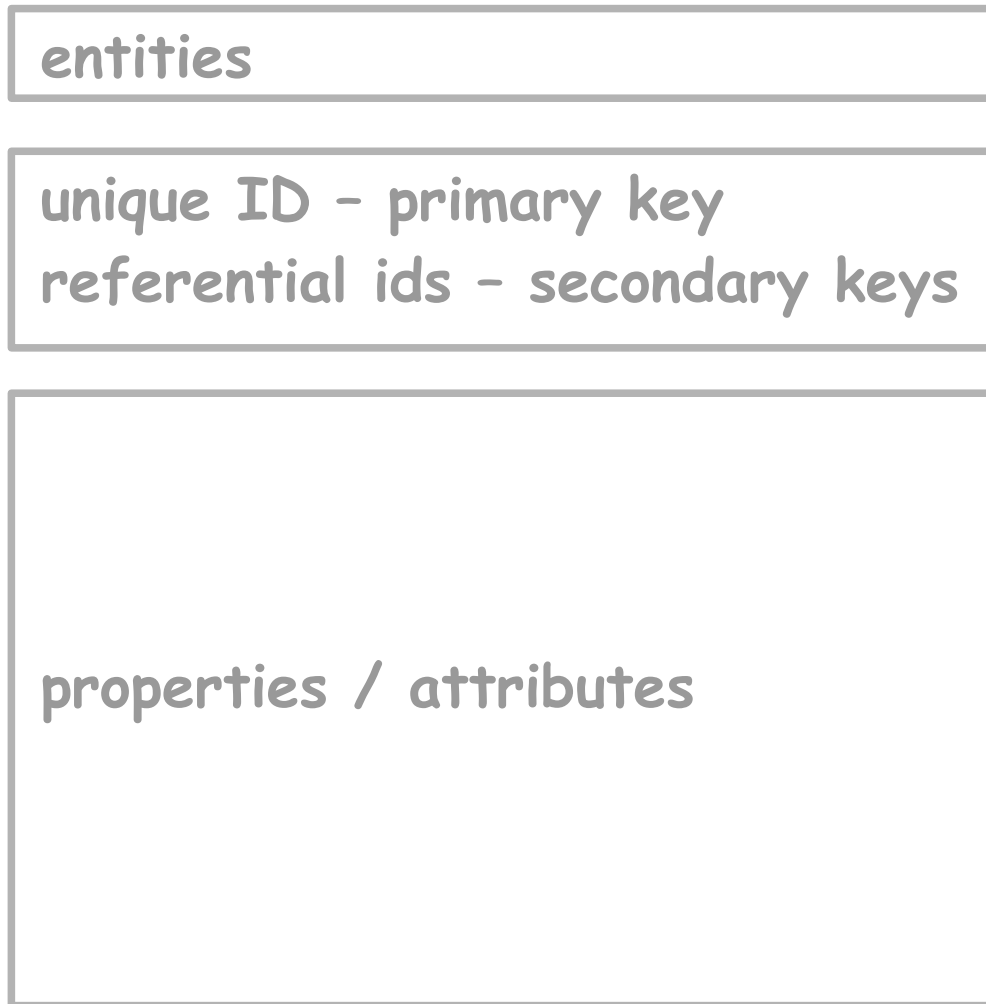 entities
unique ID – primary key
referential ids – secondary keys
properties / attributes